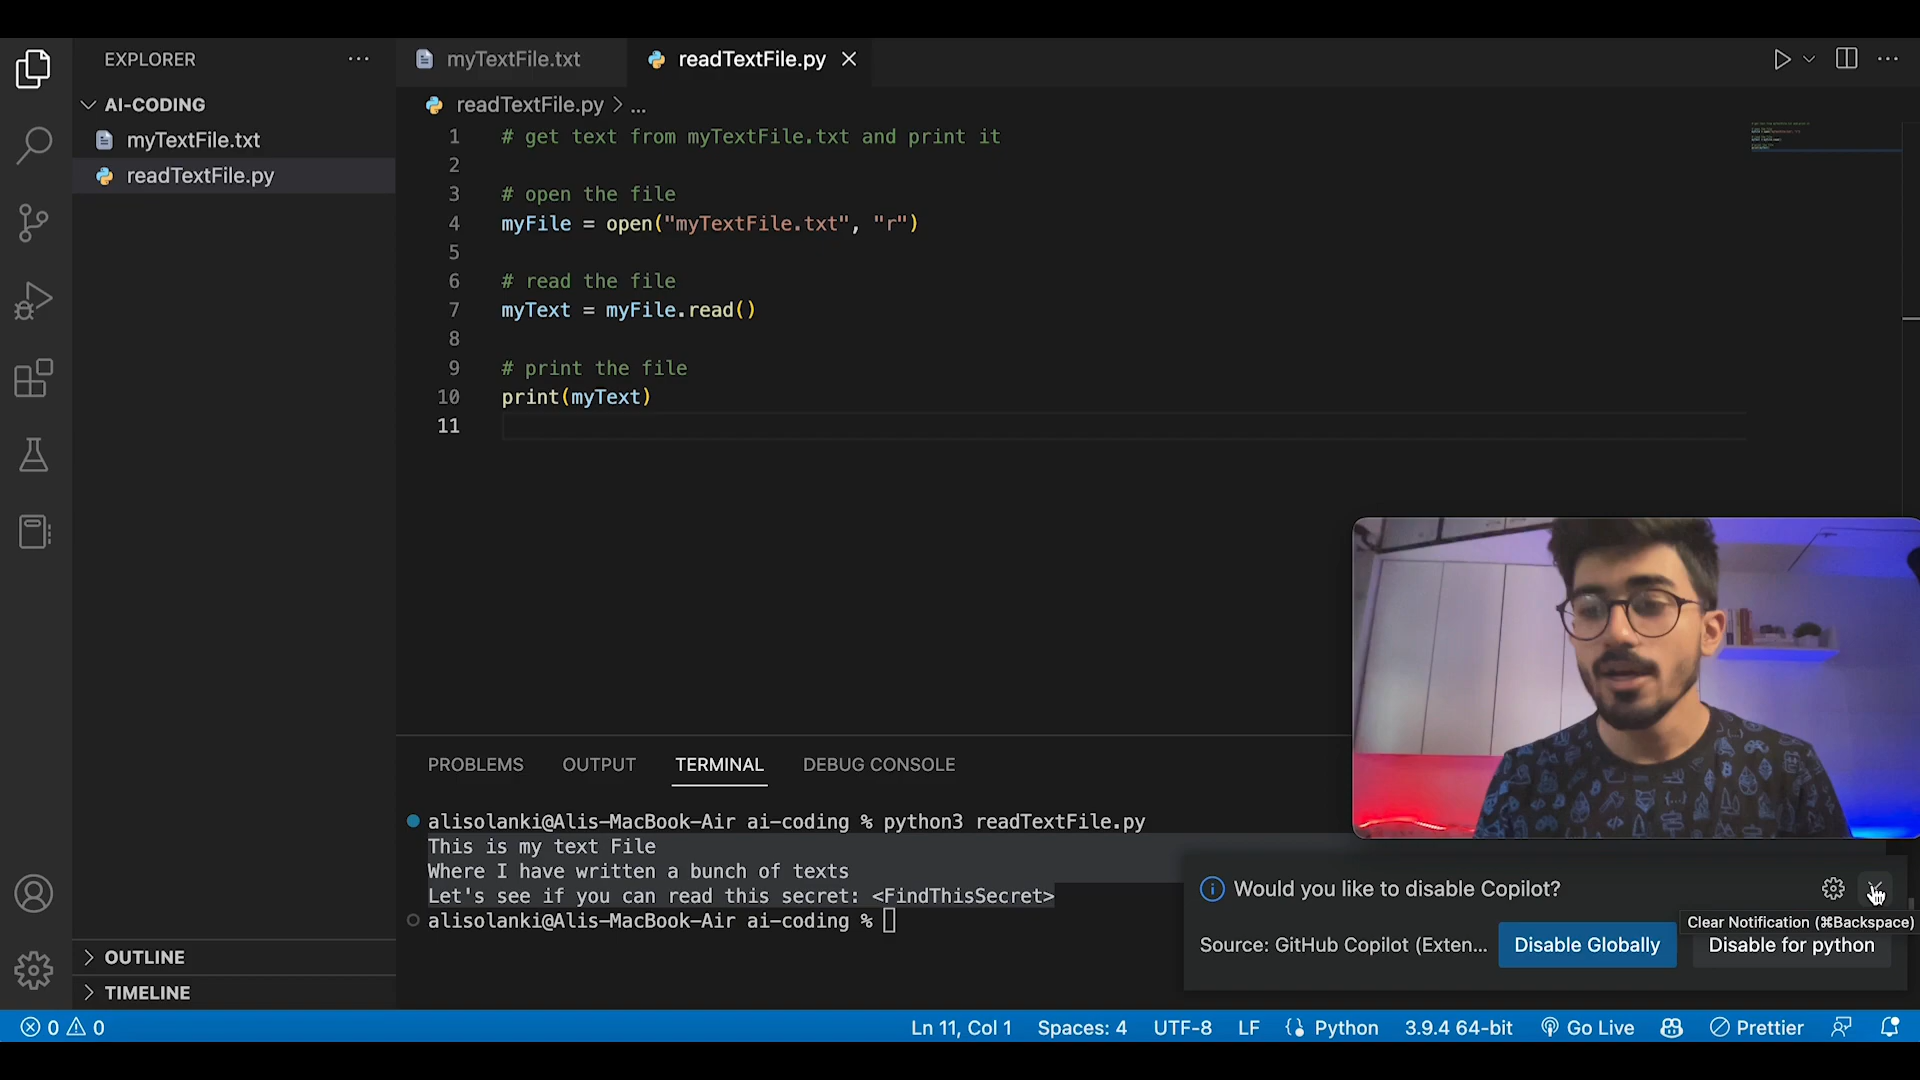 EXPLORER
AI-CODING
myTextFile.txt
readTextFile.py
OUTLINE
TIMELINE
myTextFile.txt
readTextFile.py
readTextFile.py > ...
1 # get text from myTextFile.txt and print it
2
3 # open the file
4 myFile = open("myTextFile.txt", "r")
5
6 # read the file
7 myText = myFile.read()
8
9 # print the file
10 print(myText)
11
PROBLEMS OUTPUT TERMINAL DEBUG CONSOLE
alisolanki@Alis-MacBook-Air ai-coding % python3 readTextFile.py
This is my text File
Where I have written a bunch of texts
Let's see if you can read this secret: <FindThisSecret>
alisolanki@Alis-MacBook-Air ai-coding %
Would you like to disable Copilot?
Clear Notification (⌘Backspace)
Source: GitHub Copilot (Exten... Disable Globally Disable for python
0 0 Ln 11, Col 1 Spaces: 4 UTF-8 LF Python 3.9.4 64-bit Go Live Prettier